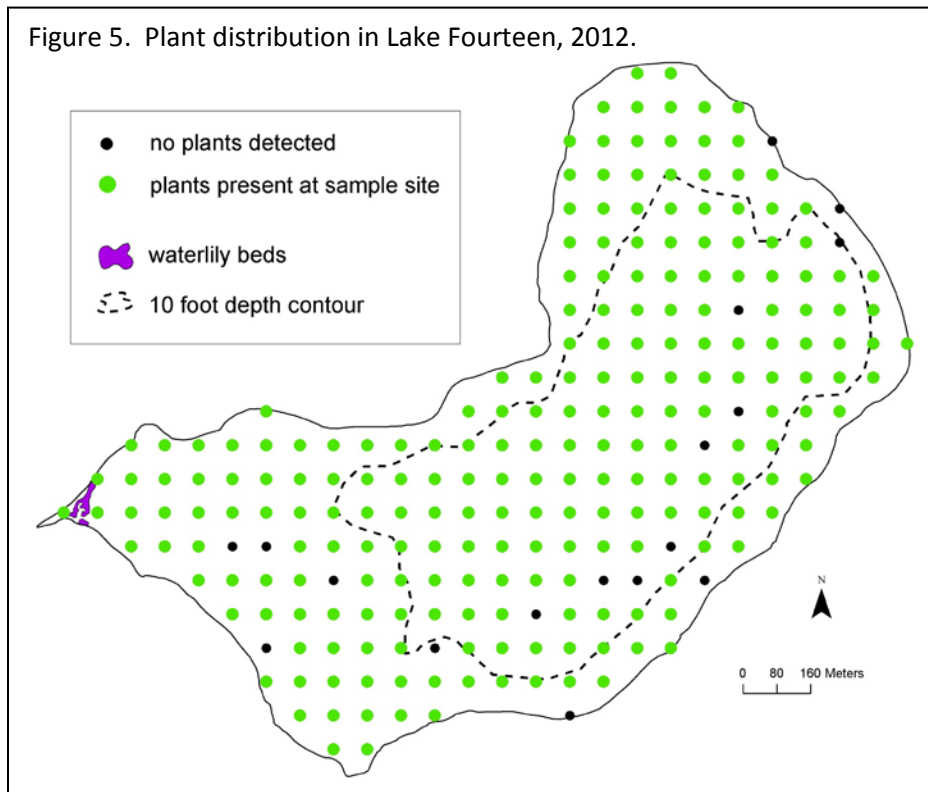 Figure 5.  Plant distribution in Lake Fourteen, 2012.
no plants detected
plants present at sample site
waterlily beds
10 foot depth contour
N
0 80 160 Meters